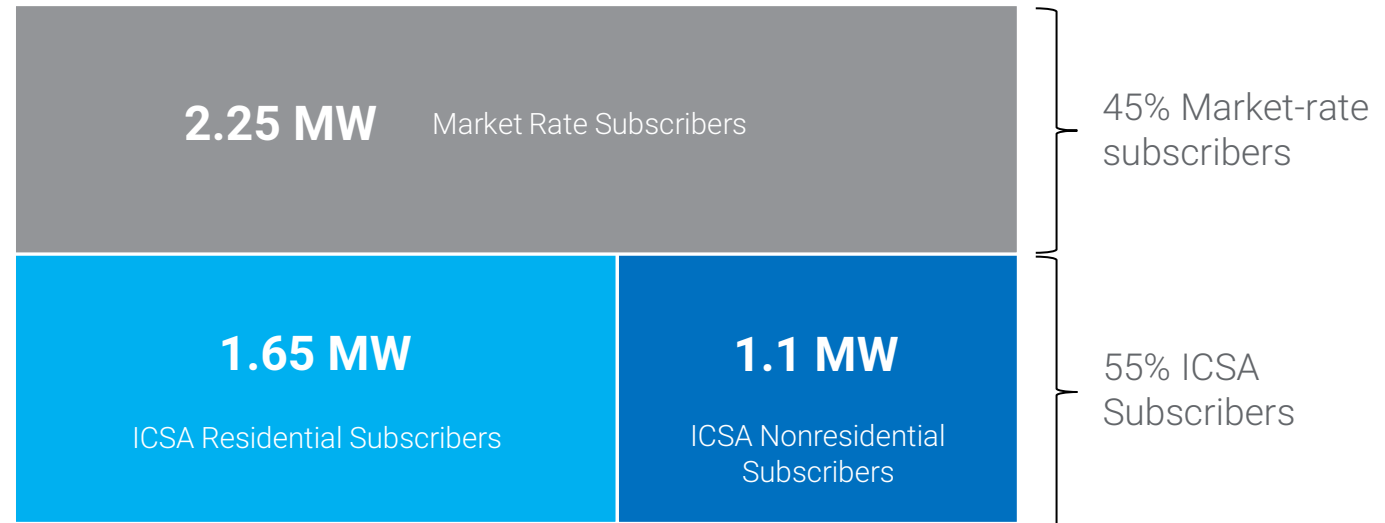 2.25 MW Market Rate Subscribers
45% Market-rate
subscribers
1.65 MW
ICSA Residential Subscribers
1.1 MW
ICSA Nonresidential
Subscribers
55% ICSA
Subscribers